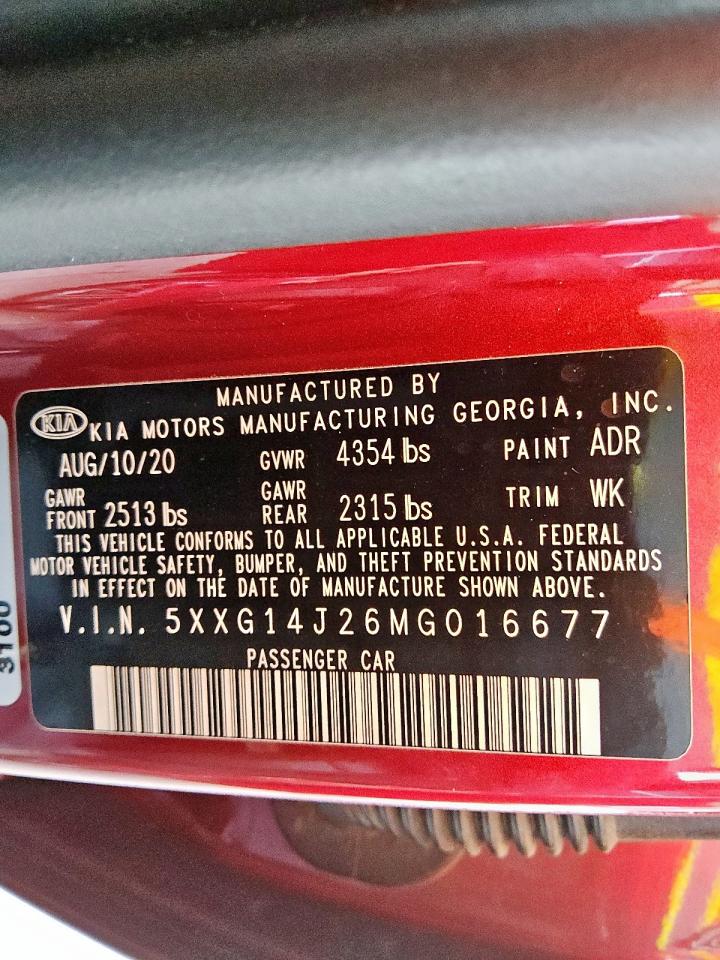 MANUFACTURED BY
KIA KIA MOTORS MANUFACTURING GEORGIA, INC.
AUG/10/20 GVWR 4354 lbs PAINT ADR
GAWR FRONT 2513 lbs GAWR REAR 2315 lbs TRIM WK
THIS VEHICLE CONFORMS TO ALL APPLICABLE U.S.A. FEDERAL
MOTOR VEHICLE SAFETY, BUMPER, AND THEFT PREVENTION STANDARDS
IN EFFECT ON THE DATE OF MANUFACTURE SHOWN ABOVE.
V.I.N. 5XXG14J26MG016677
PASSENGER CAR
3100